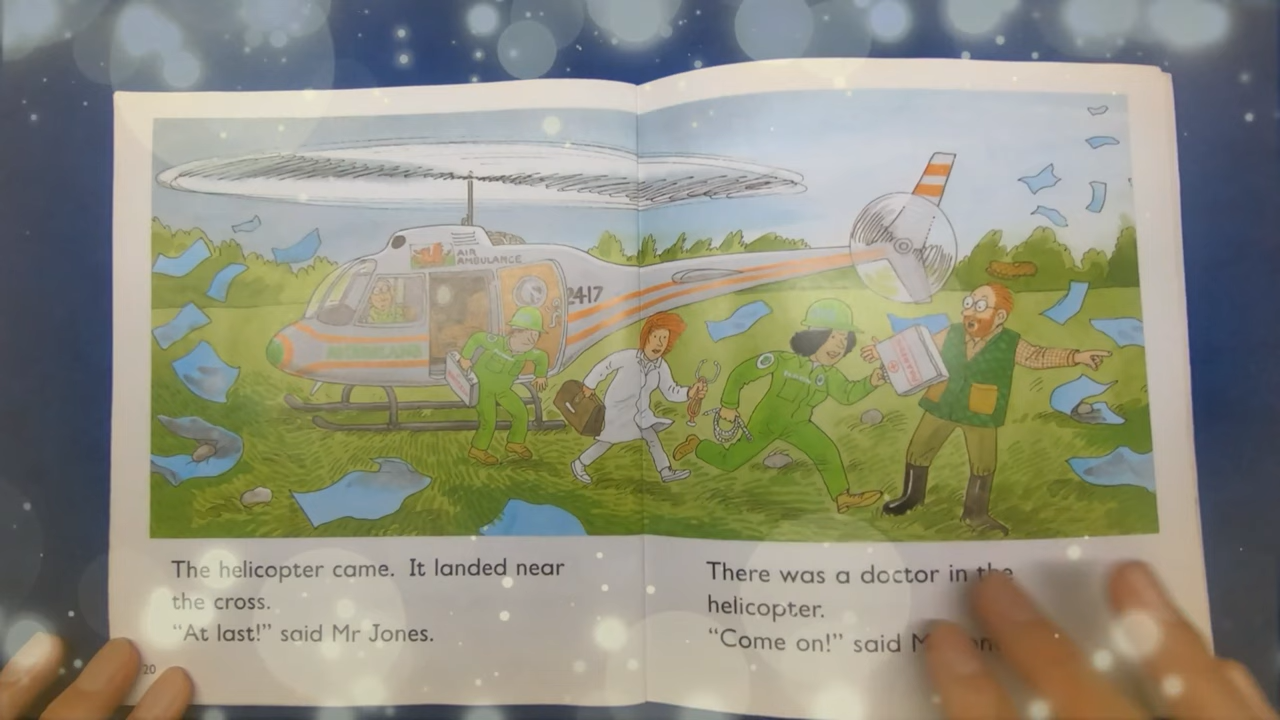 AIR
AMBULANCE
2417
The helicopter came. It landed near
the cross.
“At last!” said Mr Jones.
20
There was a doctor in the
helicopter.
“Come on!” said